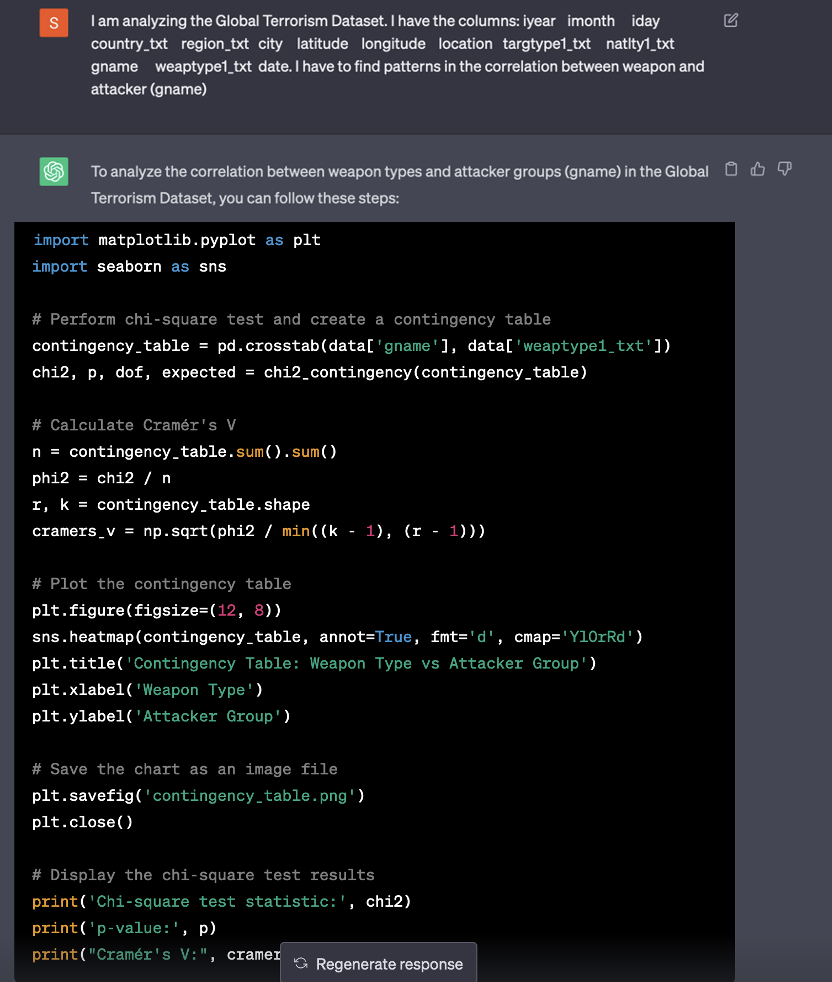 S
I am analyzing the Global Terrorism Dataset. I have the columns: iyear imonth iday
country_txt region_txt city latitude longitude location targtype1_txt natlty1_txt
gname weaptype1_txt date. I have to find patterns in the correlation between weapon and
attacker (gname)
To analyze the correlation between weapon types and attacker groups (gname) in the Global
Terrorism Dataset, you can follow these steps:
import matplotlib.pyplot as plt
import seaborn as sns
# Perform chi-square test and create a contingency table
contingency_table = pd.crosstab(data['gname'], data['weaptype1_txt'])
chi2, p, dof, expected = chi2_contingency(contingency_table)
# Calculate Cramér's V
n = contingency_table.sum().sum()
phi2 = chi2 / n
r, k = contingency_table.shape
cramers_v = np.sqrt(phi2 / min((k - 1), (r - 1)))
# Plot the contingency table
plt.figure(figsize=(12, 8))
sns.heatmap(contingency_table, annot=True, fmt='d', cmap='YlOrRd')
plt.title('Contingency Table: Weapon Type vs Attacker Group')
plt.xlabel('Weapon Type')
plt.ylabel('Attacker Group')
# Save the chart as an image file
plt.savefig('contingency_table.png')
plt.close()
# Display the chi-square test results
print('Chi-square test statistic:', chi2)
print('p-value:', p)
print("Cramér's V:", cramer
Regenerate response